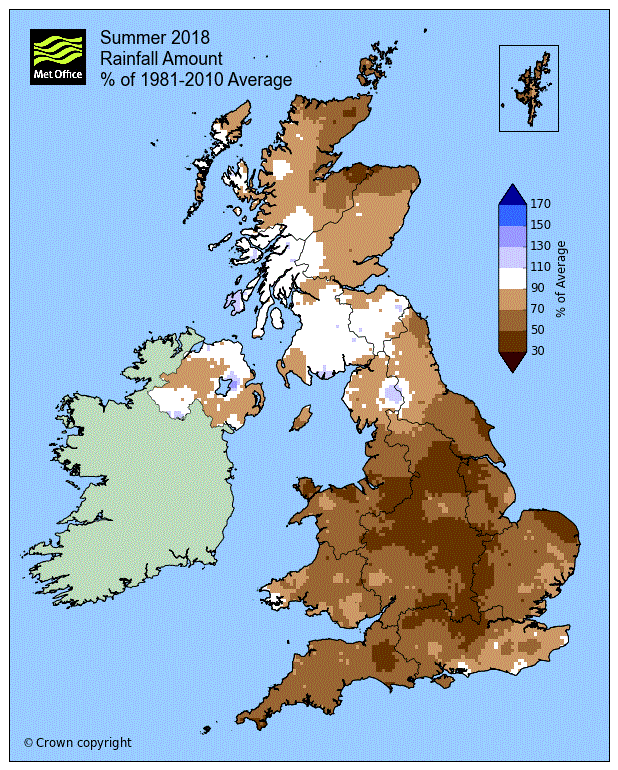 Met Office
Summer 2018
Rainfall Amount
% of 1981-2010 Average
170
150
130
110
90
70
50
30
% of Average
© Crown copyright